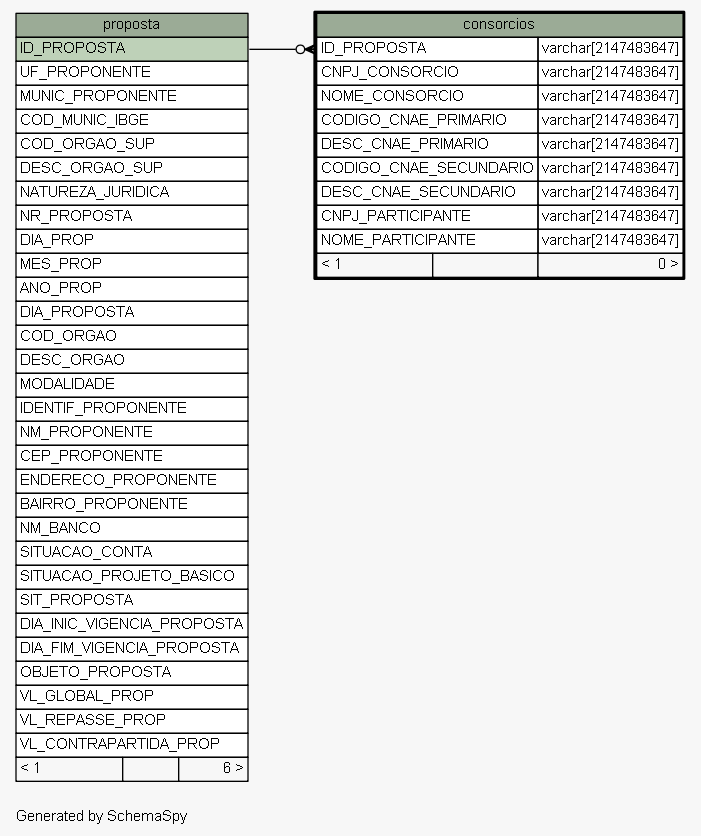 proposta
ID_PROPOSTA
UF_PROPONENTE
MUNIC_PROPONENTE
COD_MUNIC_IBGE
COD_ORGAO_SUP
DESC_ORGAO_SUP
NATUREZA_JURIDICA
NR_PROPOSTA
DIA_PROP
MES_PROP
ANO_PROP
DIA_PROPOSTA
COD_ORGAO
DESC_ORGAO
MODALIDADE
IDENTIF_PROPONENTE
NM_PROPONENTE
CEP_PROPONENTE
ENDERECO_PROPONENTE
BAIRRO_PROPONENTE
NM_BANCO
SITUACAO_CONTA
SITUACAO_PROJETO_BASICO
SIT_PROPOSTA
DIA_INIC_VIGENCIA_PROPOSTA
DIA_FIM_VIGENCIA_PROPOSTA
OBJETO_PROPOSTA
VL_GLOBAL_PROP
VL_REPASSE_PROP
VL_CONTRAPARTIDA_PROP
< 1 6 >
consorcios
ID_PROPOSTA varchar[2147483647]
CNPJ_CONSORCIO varchar[2147483647]
NOME_CONSORCIO varchar[2147483647]
CODIGO_CNAE_PRIMARIO varchar[2147483647]
DESC_CNAE_PRIMARIO varchar[2147483647]
CODIGO_CNAE_SECUNDARIO varchar[2147483647]
DESC_CNAE_SECUNDARIO varchar[2147483647]
CNPJ_PARTICIPANTE varchar[2147483647]
NOME_PARTICIPANTE varchar[2147483647]
< 1 0 >
Generated by SchemaSpy